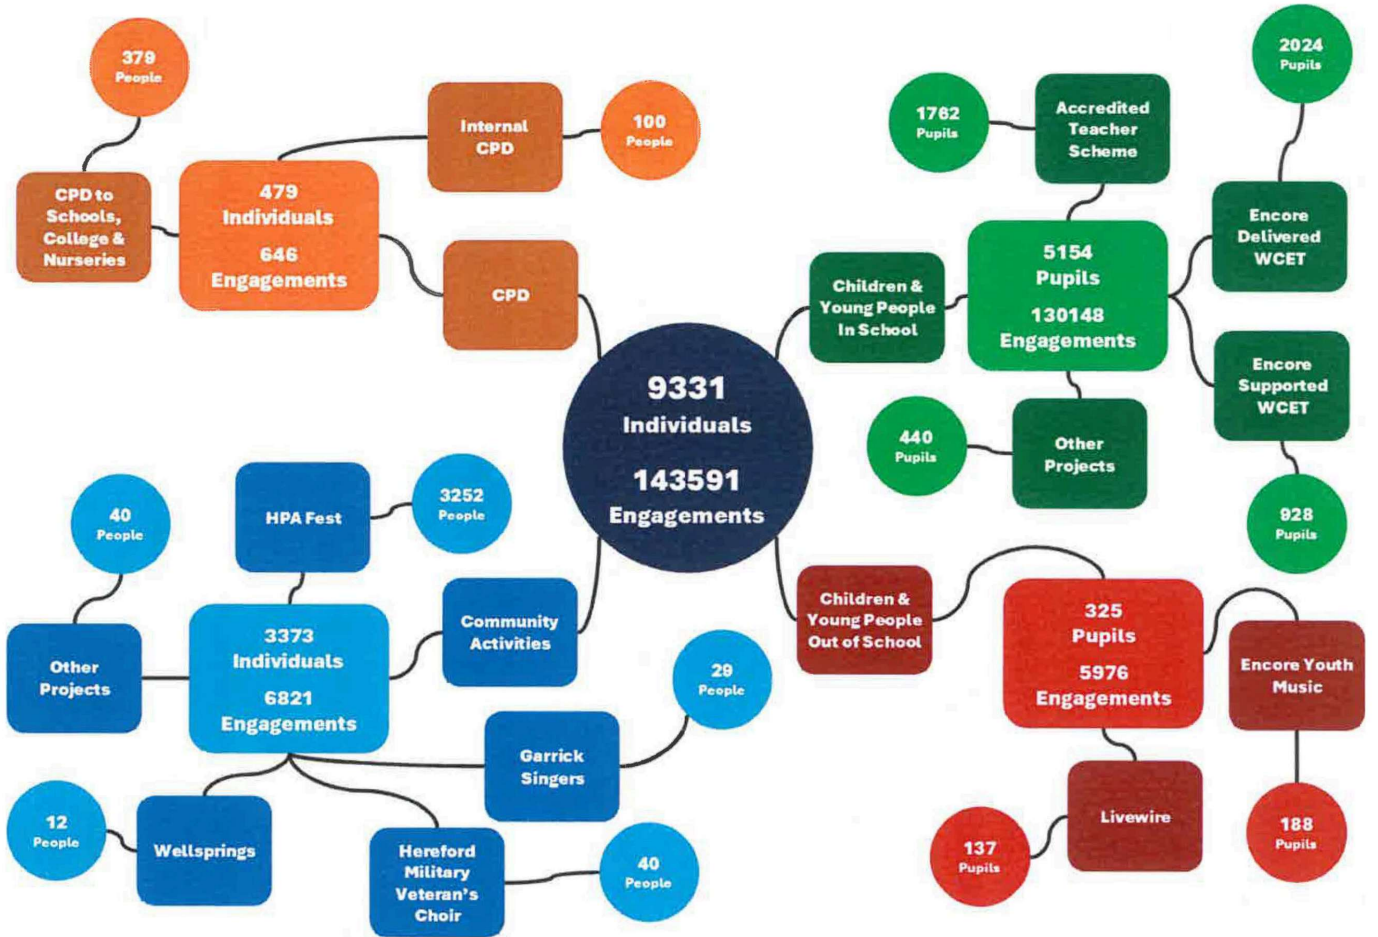 379
People
Internal
CPD
100
People
CPD to
Schools,
College &
Nurseries
479
Individuals
646
Engagements
CPD
2024
Pupils
1762
Pupils
Accredited
Teacher
Scheme
Encore
Delivered
WCET
5154
Pupils
130148
Engagements
Children &
Young People
In School
Encore
Supported
WCET
440
Pupils
Other
Projects
928
Pupils
9331
Individuals
143591
Engagements
40
People
HPA Fest
3252
People
Community
Activities
3373
Individuals
6821
Engagements
Other
Projects
29
People
Garrick
Singers
12
People
Wellsprings
Hereford
Military
Veteran's
Choir
40
People
Children &
Young People
Out of School
325
Pupils
5976
Engagements
Encore Youth
Music
Livewire
137
Pupils
188
Pupils